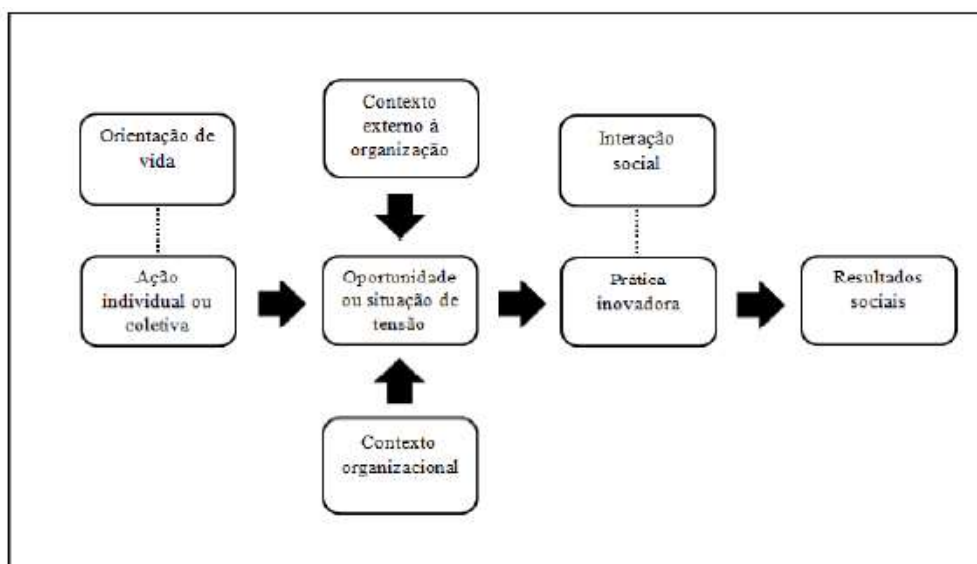 Contexto
externo à
organização
Orientação de
vida
Interação
social
Ação
individual ou
coletiva
Oportunidade
ou situação de
tensão
Prática
inovadora
Resultados
sociais
Contexto
organizacional